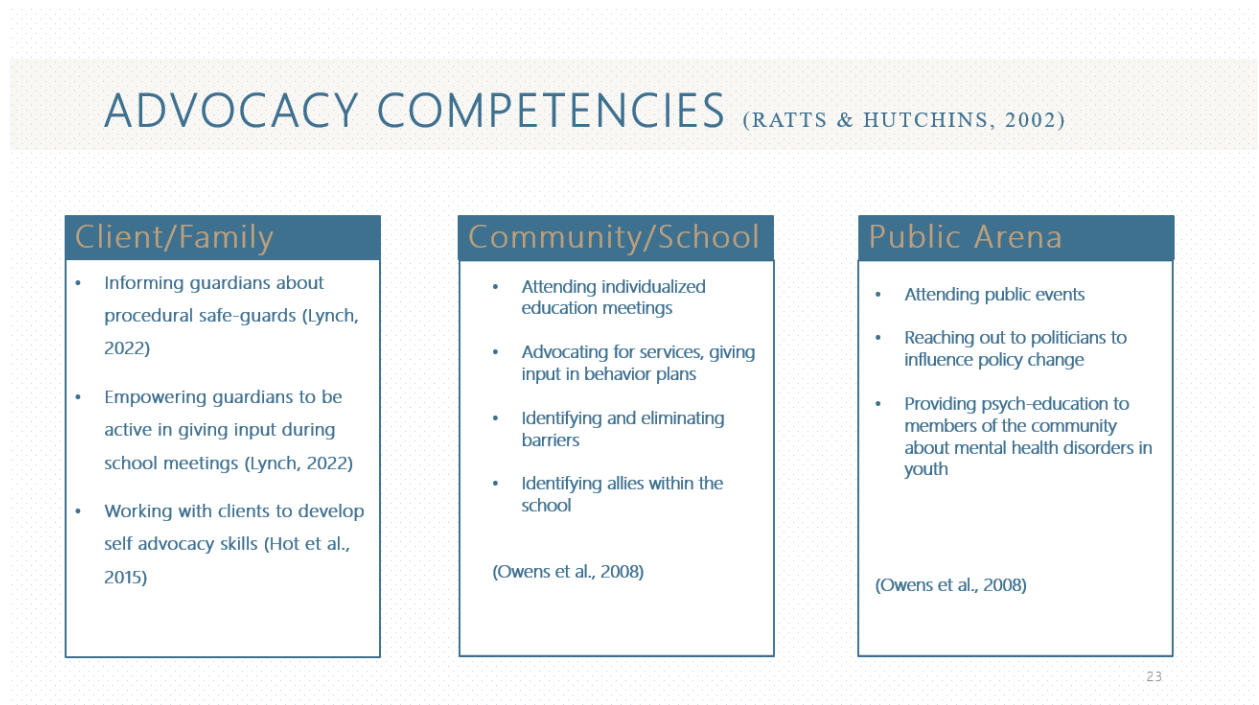 ADVOCACY COMPETENCIES (RATTS & HUTCHINS, 2002)
Client/Family
• Informing guardians about
procedural safe-guards (Lynch,
2022)
• Empowering guardians to be
active in giving input during
school meetings (Lynch, 2022)
• Working with clients to develop
self advocacy skills (Hot et al.,
2015)
Community/School
• Attending individualized
education meetings
• Advocating for services, giving
input in behavior plans
• Identifying and eliminating
barriers
• Identifying allies within the
school
(Owens et al., 2008)
Public Arena
• Attending public events
• Reaching out to politicians to
influence policy change
• Providing psych-education to
members of the community
about mental health disorders in
youth
(Owens et al., 2008)
23